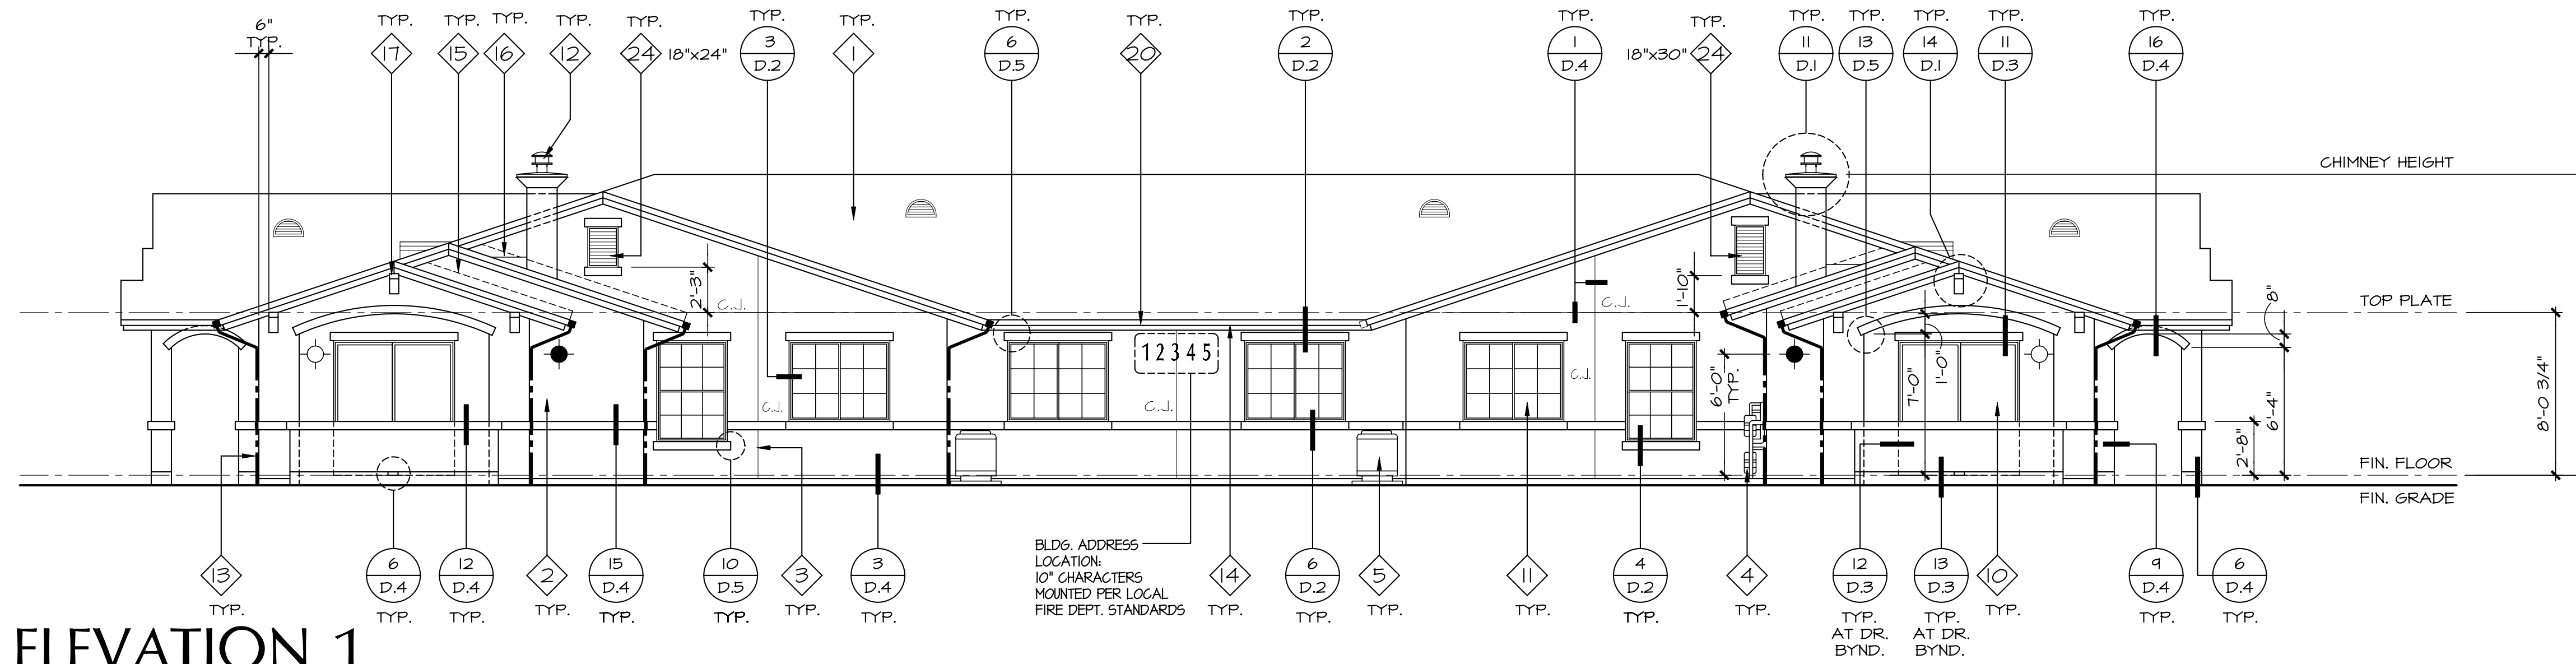 6"
TYP.
TYP.
17
TYP.
15
TYP.
16
TYP.
12
TYP.
24 18"x24"
TYP.
3
D.2
TYP.
1
TYP.
6
D.5
TYP.
20
TYP.
2
D.2
TYP.
1
D.4
TYP.
18"x30" 24
TYP.
11
D.1
TYP.
13
D.5
TYP.
14
D.1
TYP.
11
D.3
TYP.
16
D.4
CHIMNEY HEIGHT
TOP PLATE
FIN. FLOOR
FIN. GRADE
2'-3"
C.J.
C.J.
C.J.
12345
C.J.
C.J.
1'-10"
6'-0"
TYP.
7'-0"
1'-0"
8"
6'-4"
2'-8"
8'-0 3/4"
13
TYP.
6
D.4
TYP.
12
D.4
TYP.
2
TYP.
15
D.4
TYP.
10
D.5
TYP.
3
TYP.
3
D.4
TYP.
BLDG. ADDRESS
LOCATION:
10" CHARACTERS
MOUNTED PER LOCAL
FIRE DEPT. STANDARDS
14
TYP.
6
D.2
TYP.
5
TYP.
11
TYP.
4
D.2
TYP.
4
TYP.
12
D.3
TYP.
AT DR.
BYND.
13
D.3
TYP.
AT DR.
BYND.
10
TYP.
9
D.4
TYP.
6
D.4
TYP.
ELEVATION 1